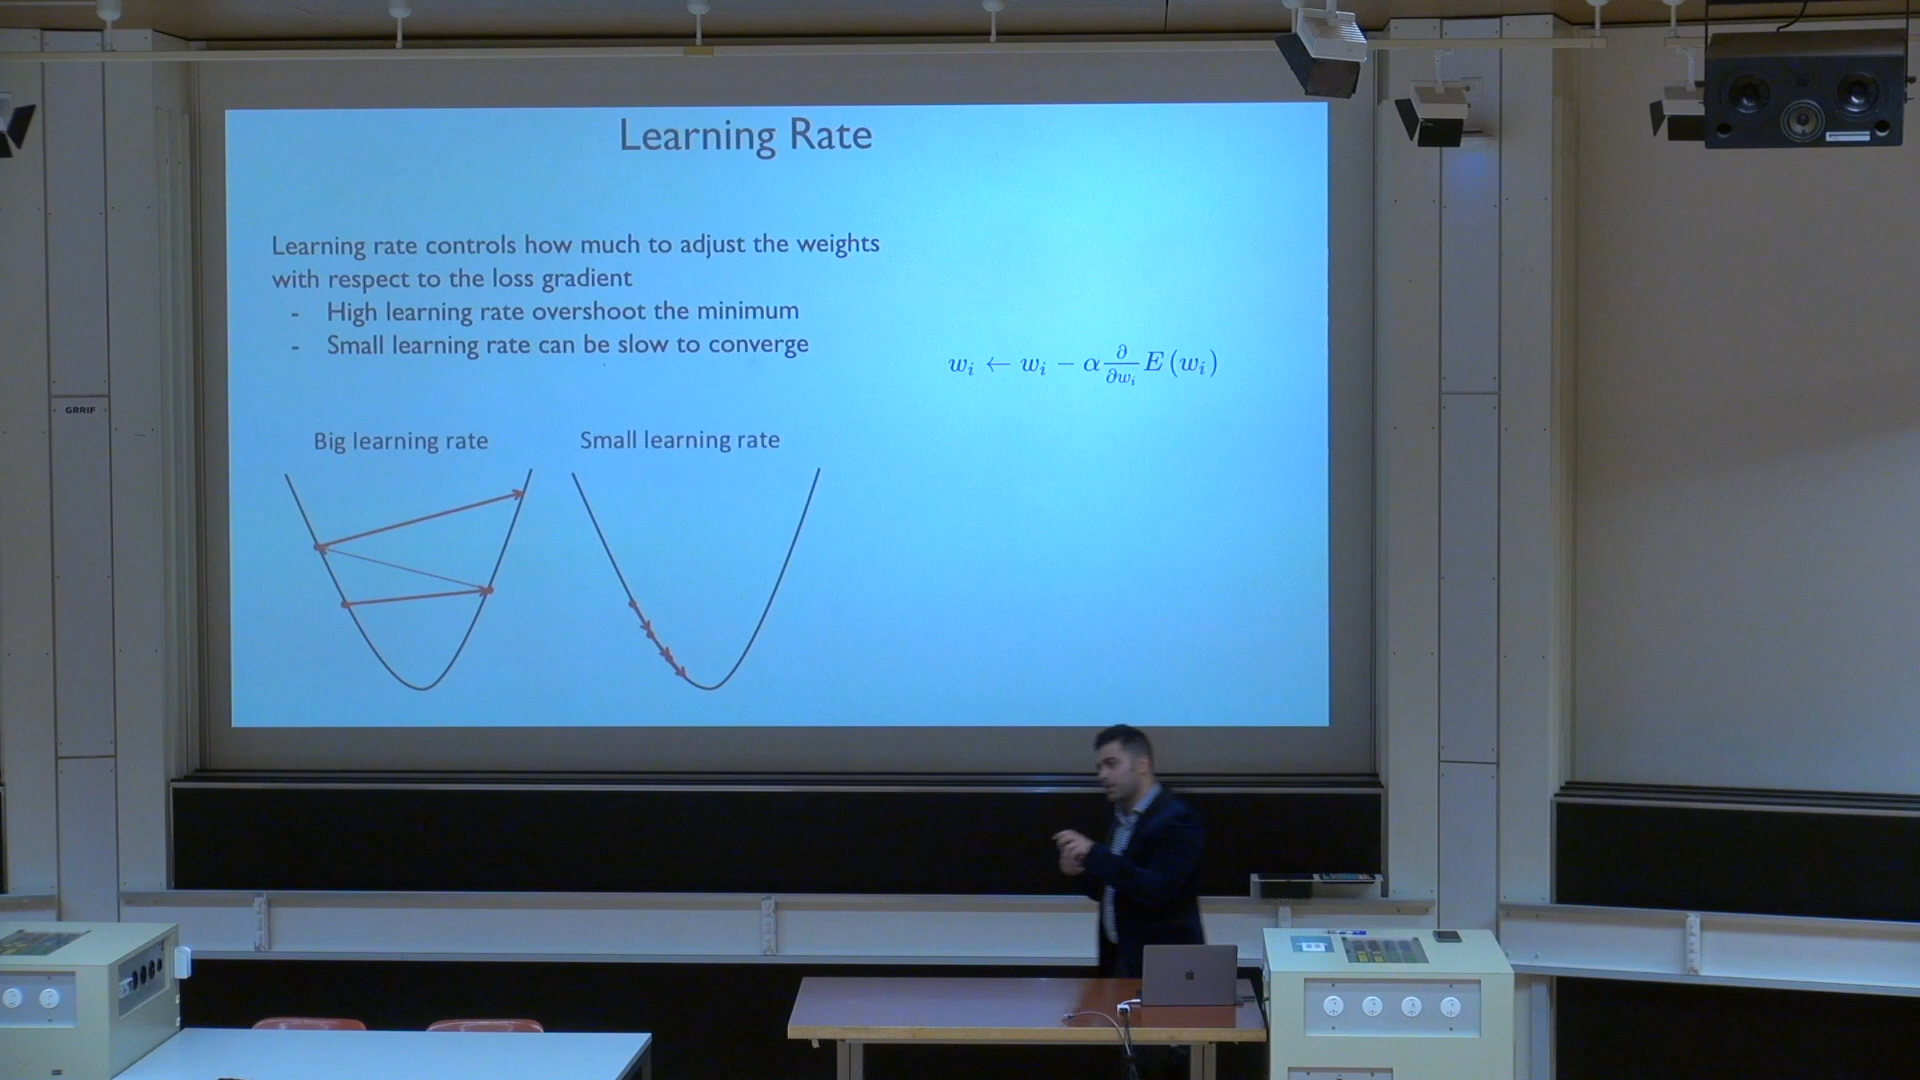 Learning Rate
Learning rate controls how much to adjust the weights
with respect to the loss gradient
- High learning rate overshoot the minimum
- Small learning rate can be slow to converge
w_i ← w_i − α ∂/∂w_i E (w_i)
Big learning rate
Small learning rate
GRRIF